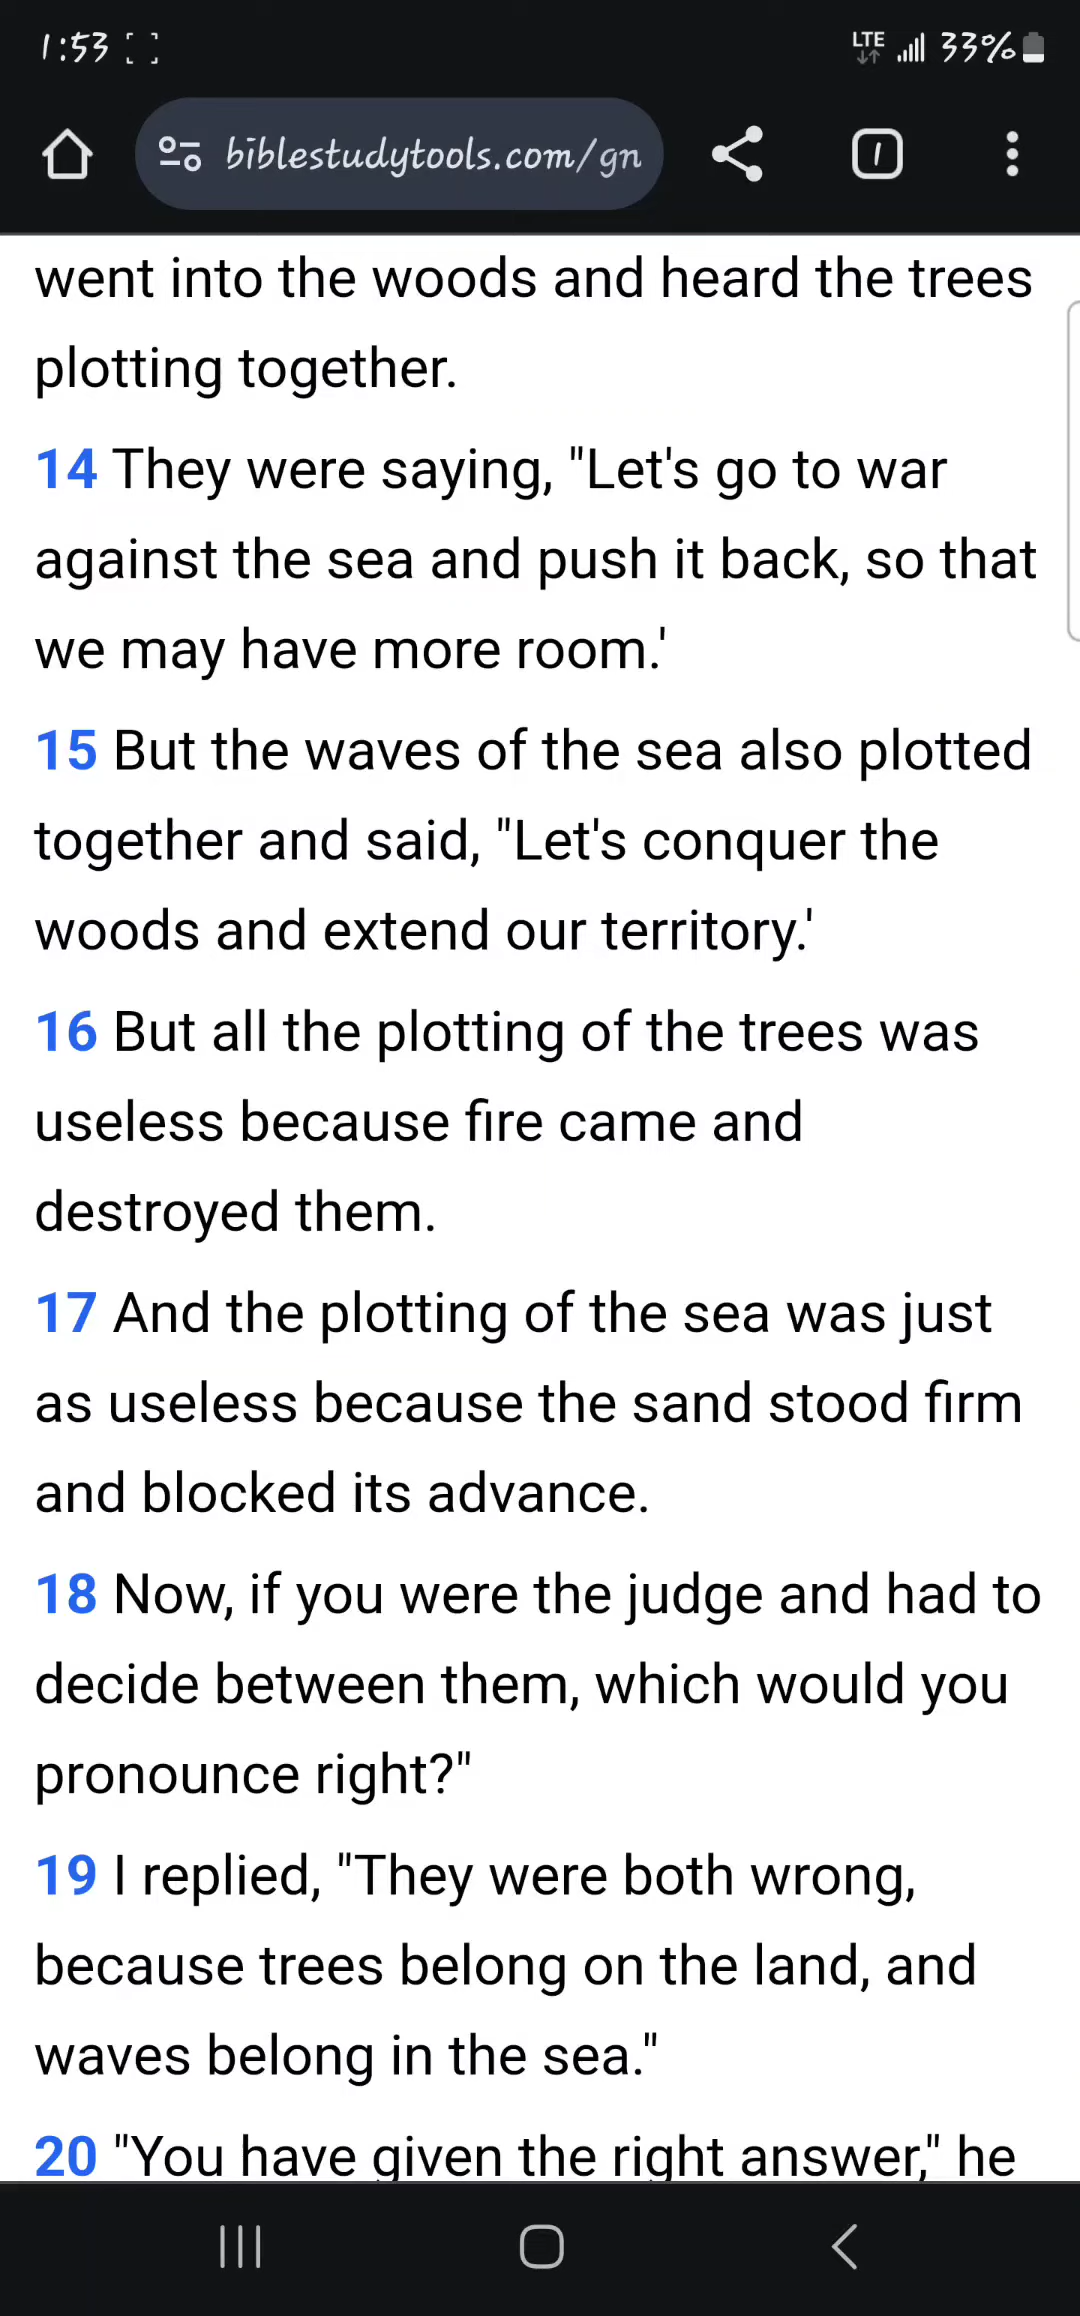 1:53
LTE 33%
biblestudytools.com/gn
1
went into the woods and heard the trees
plotting together.
14 They were saying, "Let's go to war
against the sea and push it back, so that
we may have more room.'
15 But the waves of the sea also plotted
together and said, "Let's conquer the
woods and extend our territory.'
16 But all the plotting of the trees was
useless because fire came and
destroyed them.
17 And the plotting of the sea was just
as useless because the sand stood firm
and blocked its advance.
18 Now, if you were the judge and had to
decide between them, which would you
pronounce right?"
19 I replied, "They were both wrong,
because trees belong on the land, and
waves belong in the sea."
20 "You have given the right answer," he